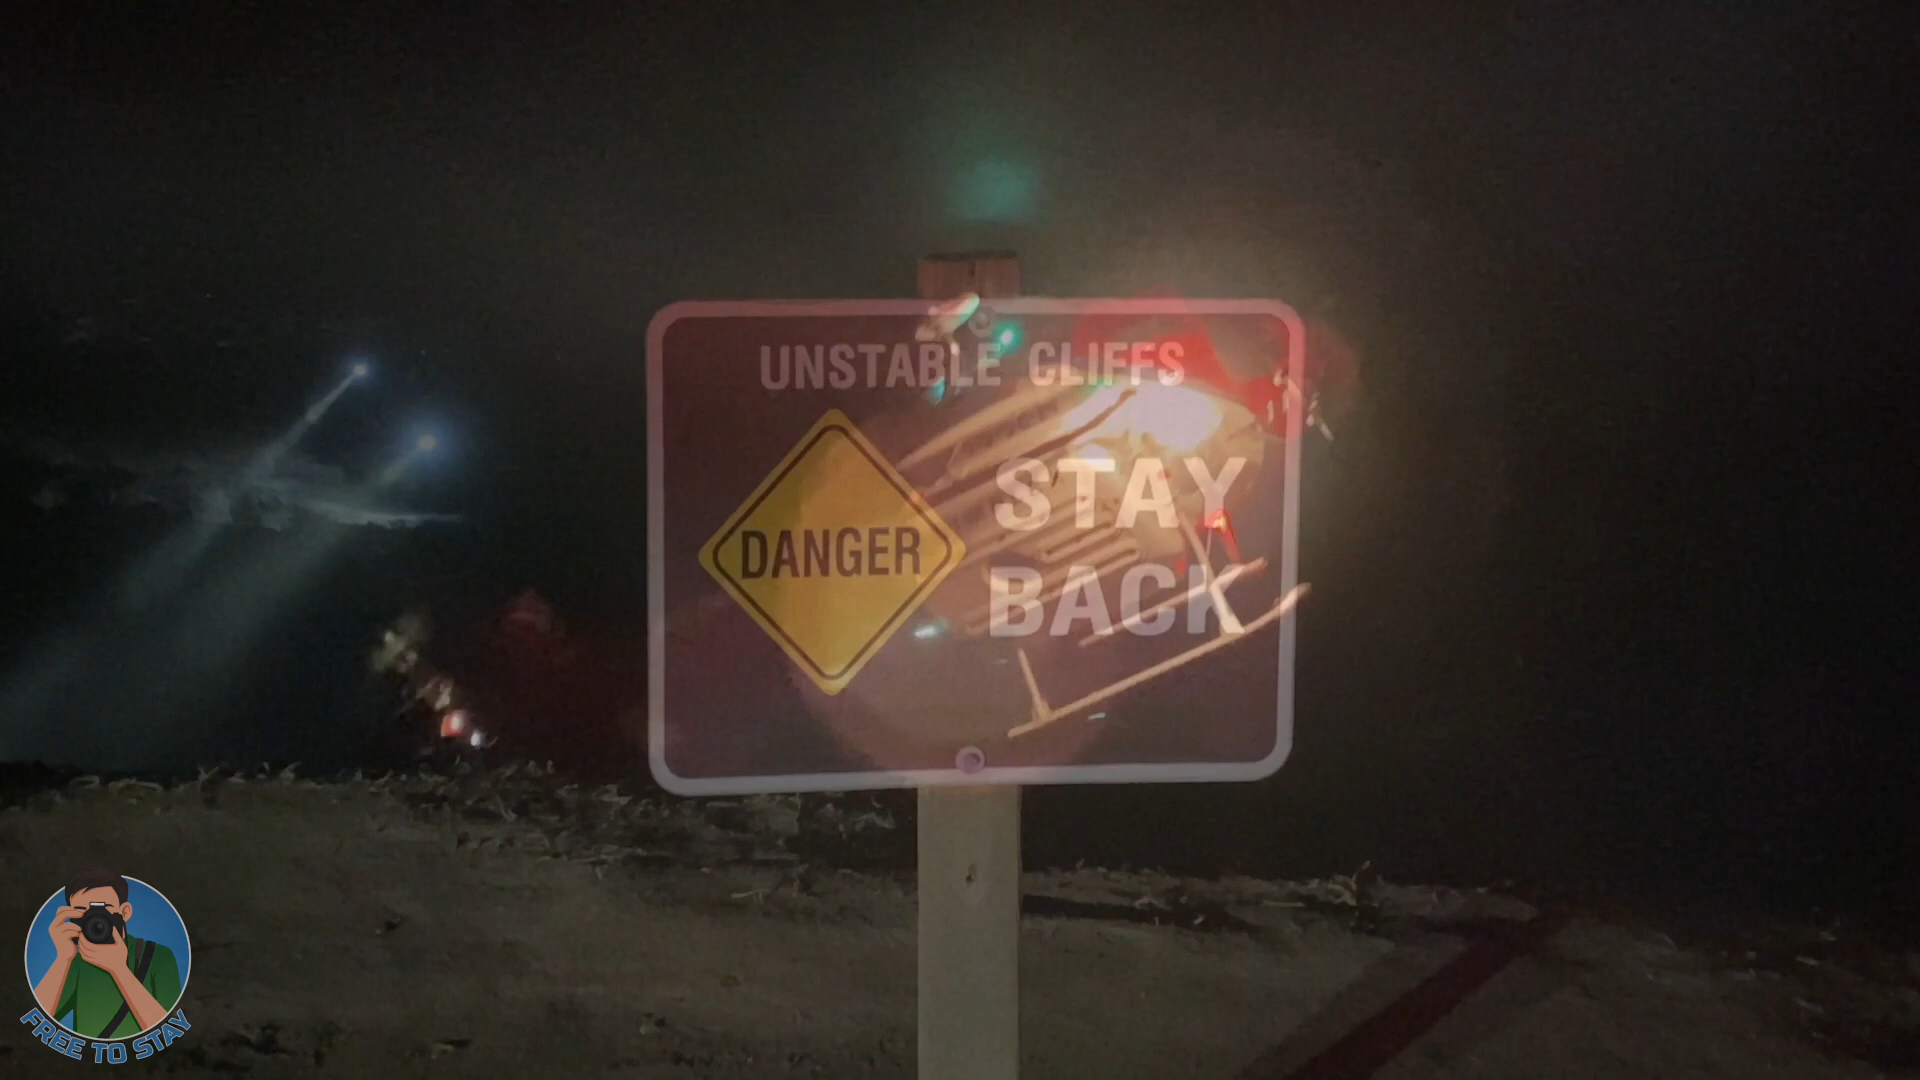 UNSTABLE CLIFFS
DANGER
STAY
BACK
FREE TO STAY